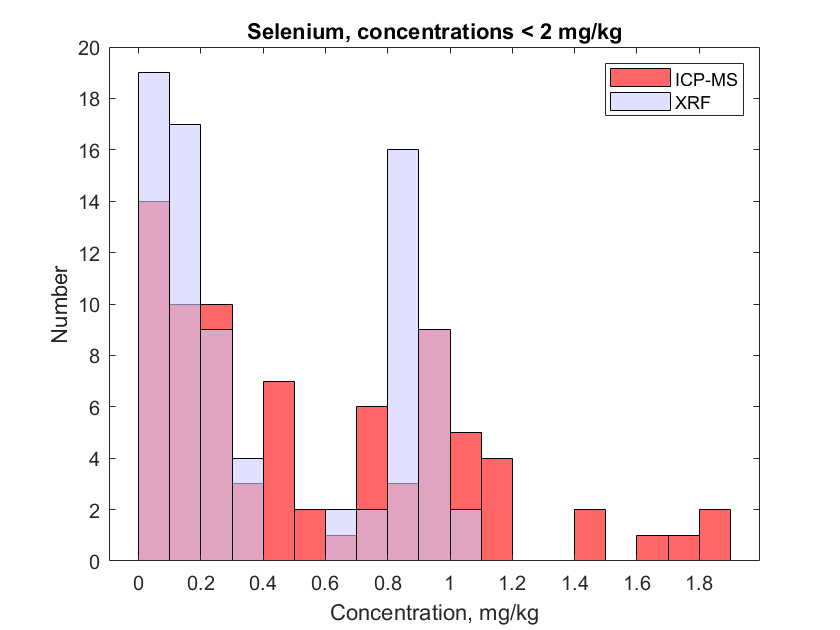 Selenium, concentrations < 2 mg/kg
ICP-MS
XRF
20
18
16
14
12
10
8
6
4
2
0
Number
0 0.2 0.4 0.6 0.8 1 1.2 1.4 1.6 1.8
Concentration, mg/kg